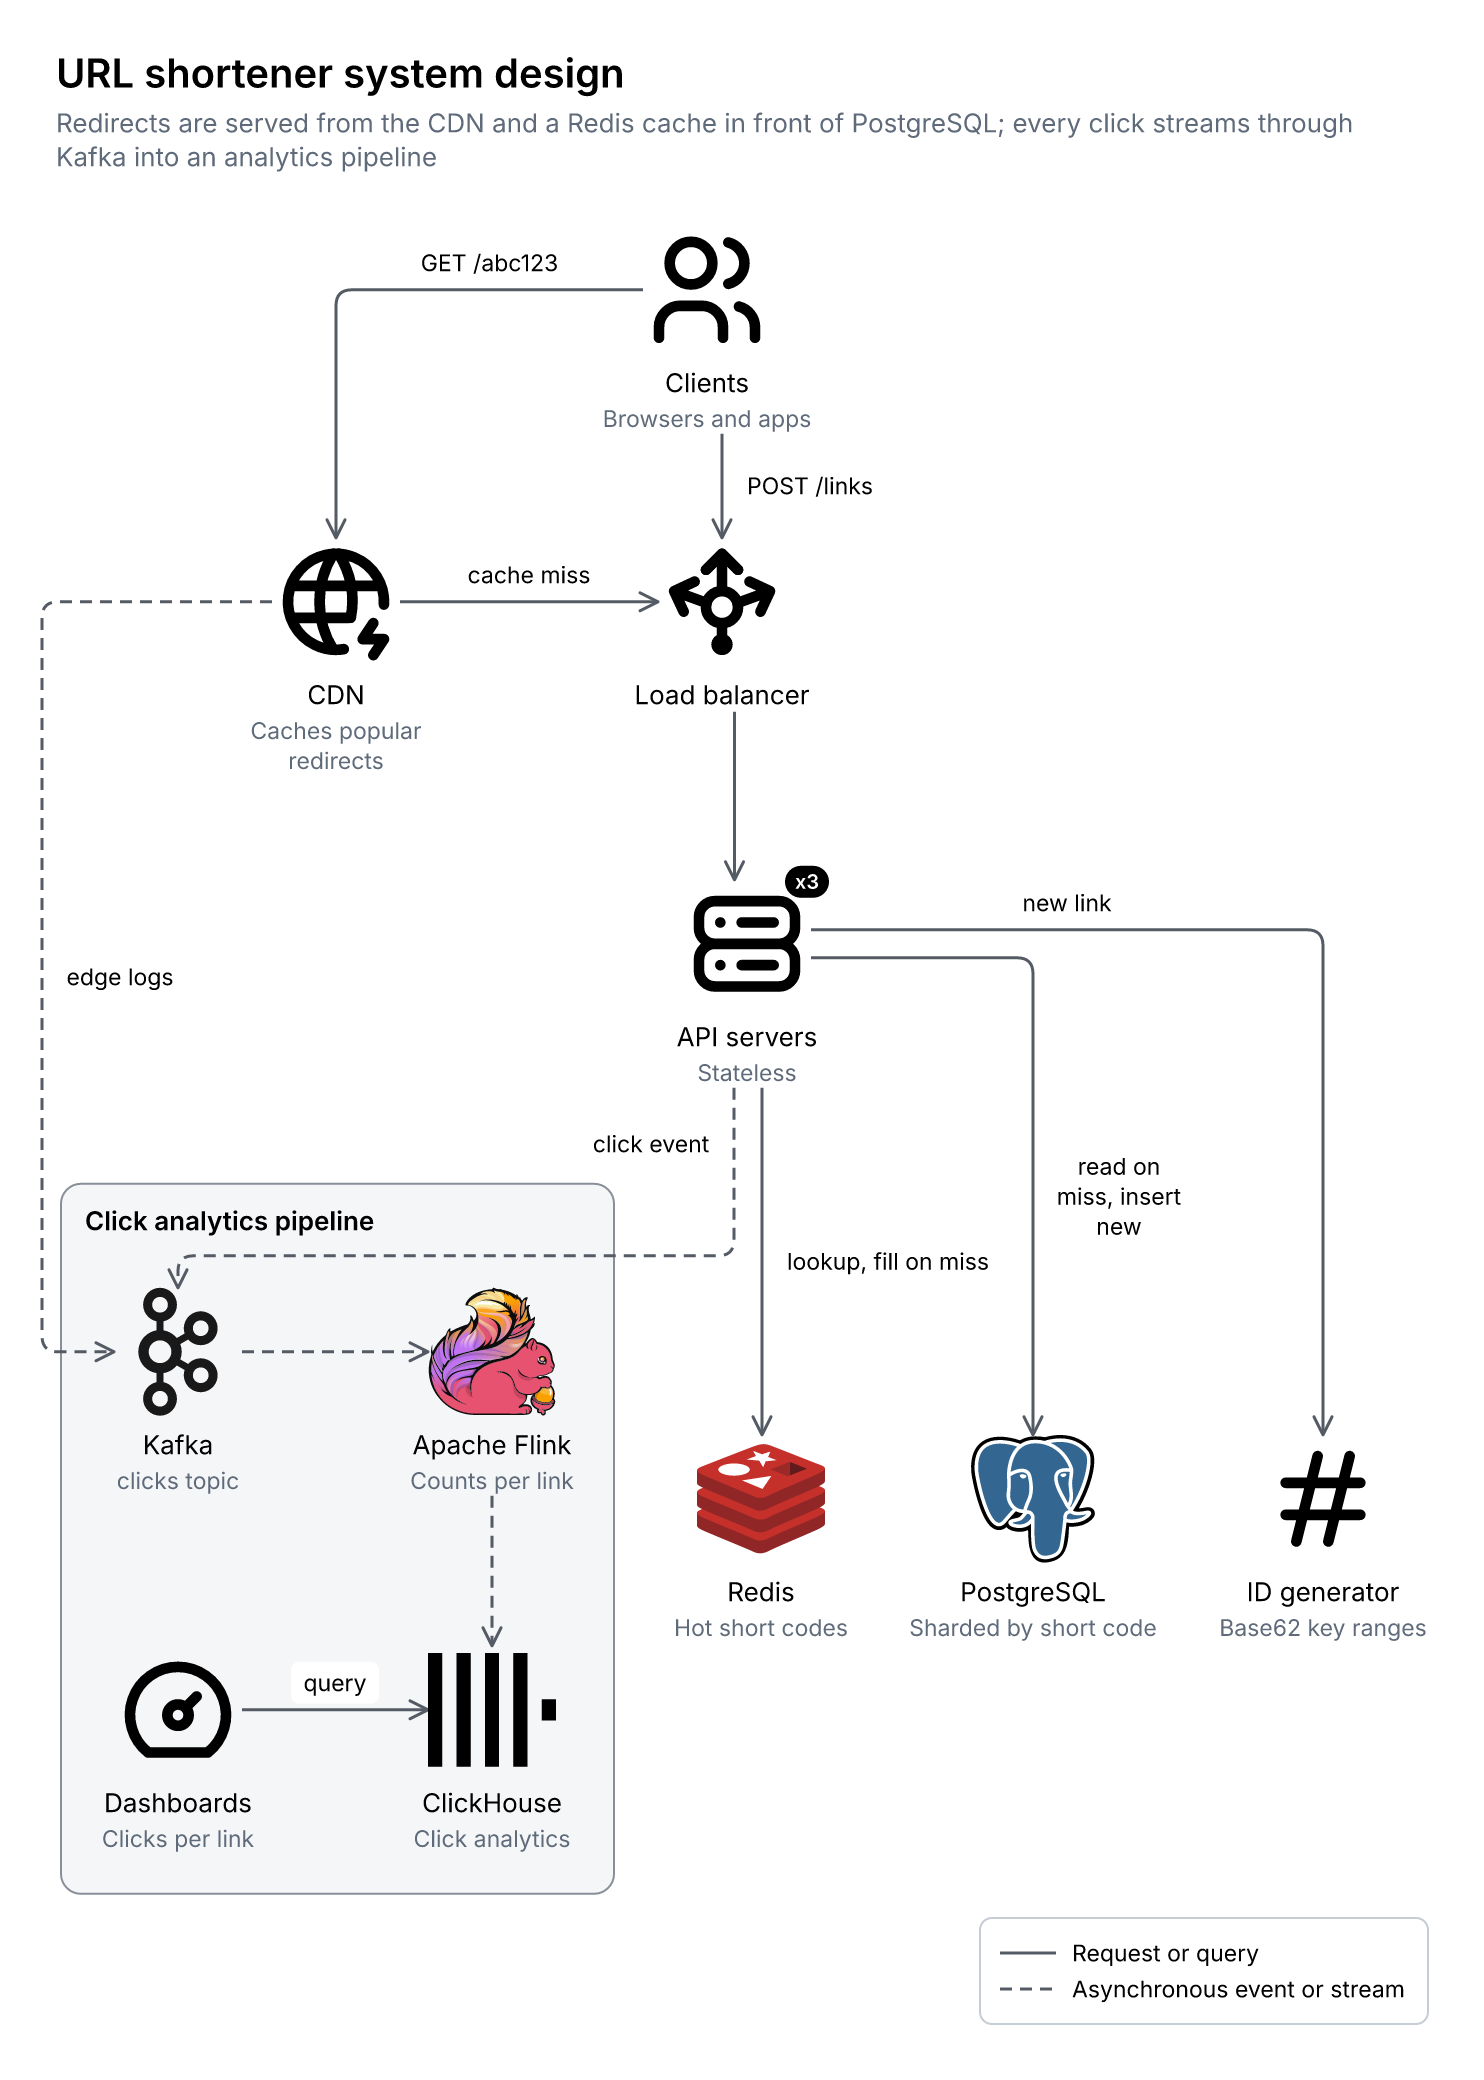 URL shortener system design
Redirects are served from the CDN and a Redis cache in front of PostgreSQL; every click streams through
Kafka into an analytics pipeline
GET /abc123
Clients
Browsers and apps
POST /links
cache miss
CDN
Caches popular
redirects
Load balancer
x3
new link
edge logs
API servers
Stateless
click event
read on
miss, insert
new
lookup, fill on miss
Click analytics pipeline
Kafka
clicks topic
Apache Flink
Counts per link
Redis
Hot short codes
PostgreSQL
Sharded by short code
ID generator
Base62 key ranges
query
Dashboards
Clicks per link
ClickHouse
Click analytics
Request or query
Asynchronous event or stream